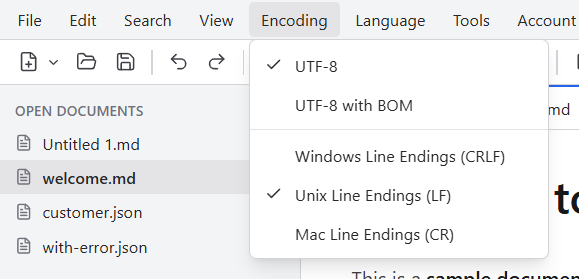 File Edit Search View Encoding Language Tools Account
UTF-8
UTF-8 with BOM
Windows Line Endings (CRLF)
Unix Line Endings (LF)
Mac Line Endings (CR)
OPEN DOCUMENTS
Untitled 1.md
welcome.md
customer.json
with-error.json
md
to
This is a sample document